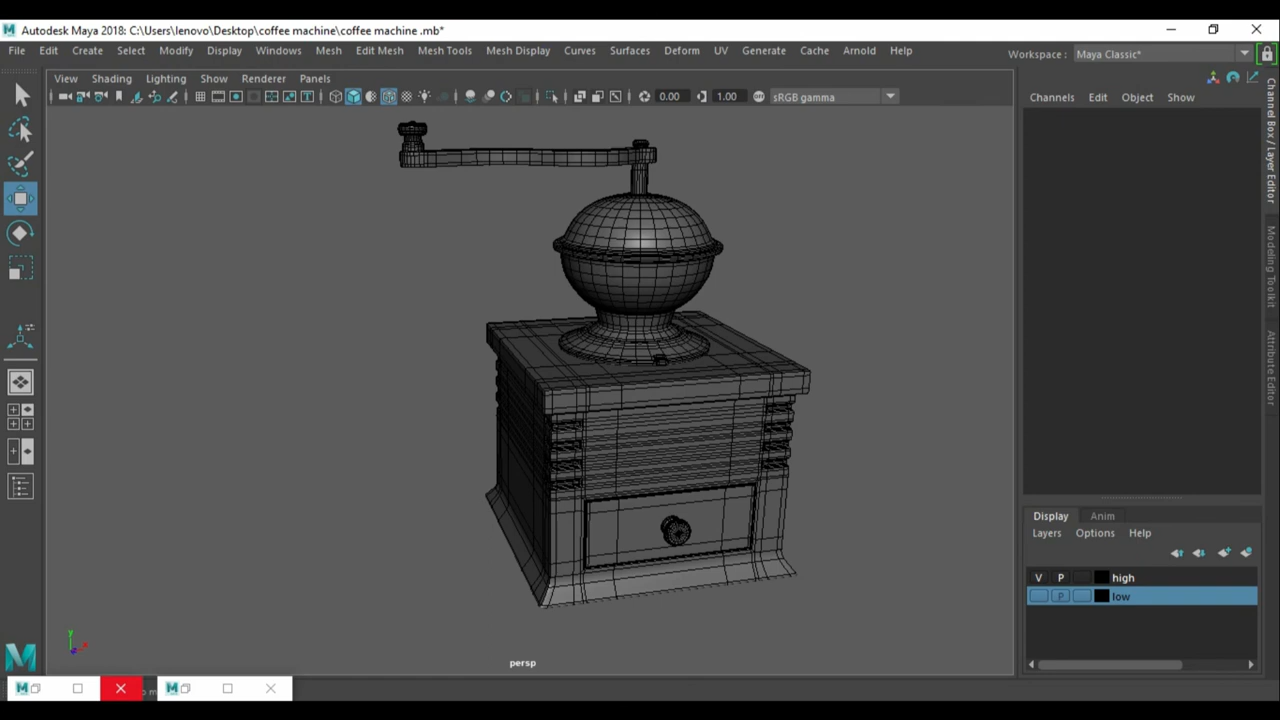 Autodesk Maya 2018: C:\Users\lenovo\Desktop\coffee machine\coffee machine .mb*
File Edit Create Select Modify Display Windows Mesh Edit Mesh Mesh Tools Mesh Display Curves Surfaces Deform UV Generate Cache Arnold Help
Workspace : Maya Classic*
View Shading Lighting Show Renderer Panels
0.00 1.00 sRGB gamma
Channels Edit Object Show
Channel Box / Layer Editor
Modeling Toolkit
Attribute Editor
Display Anim
Layers Options Help
V P high
P low
persp
y
x